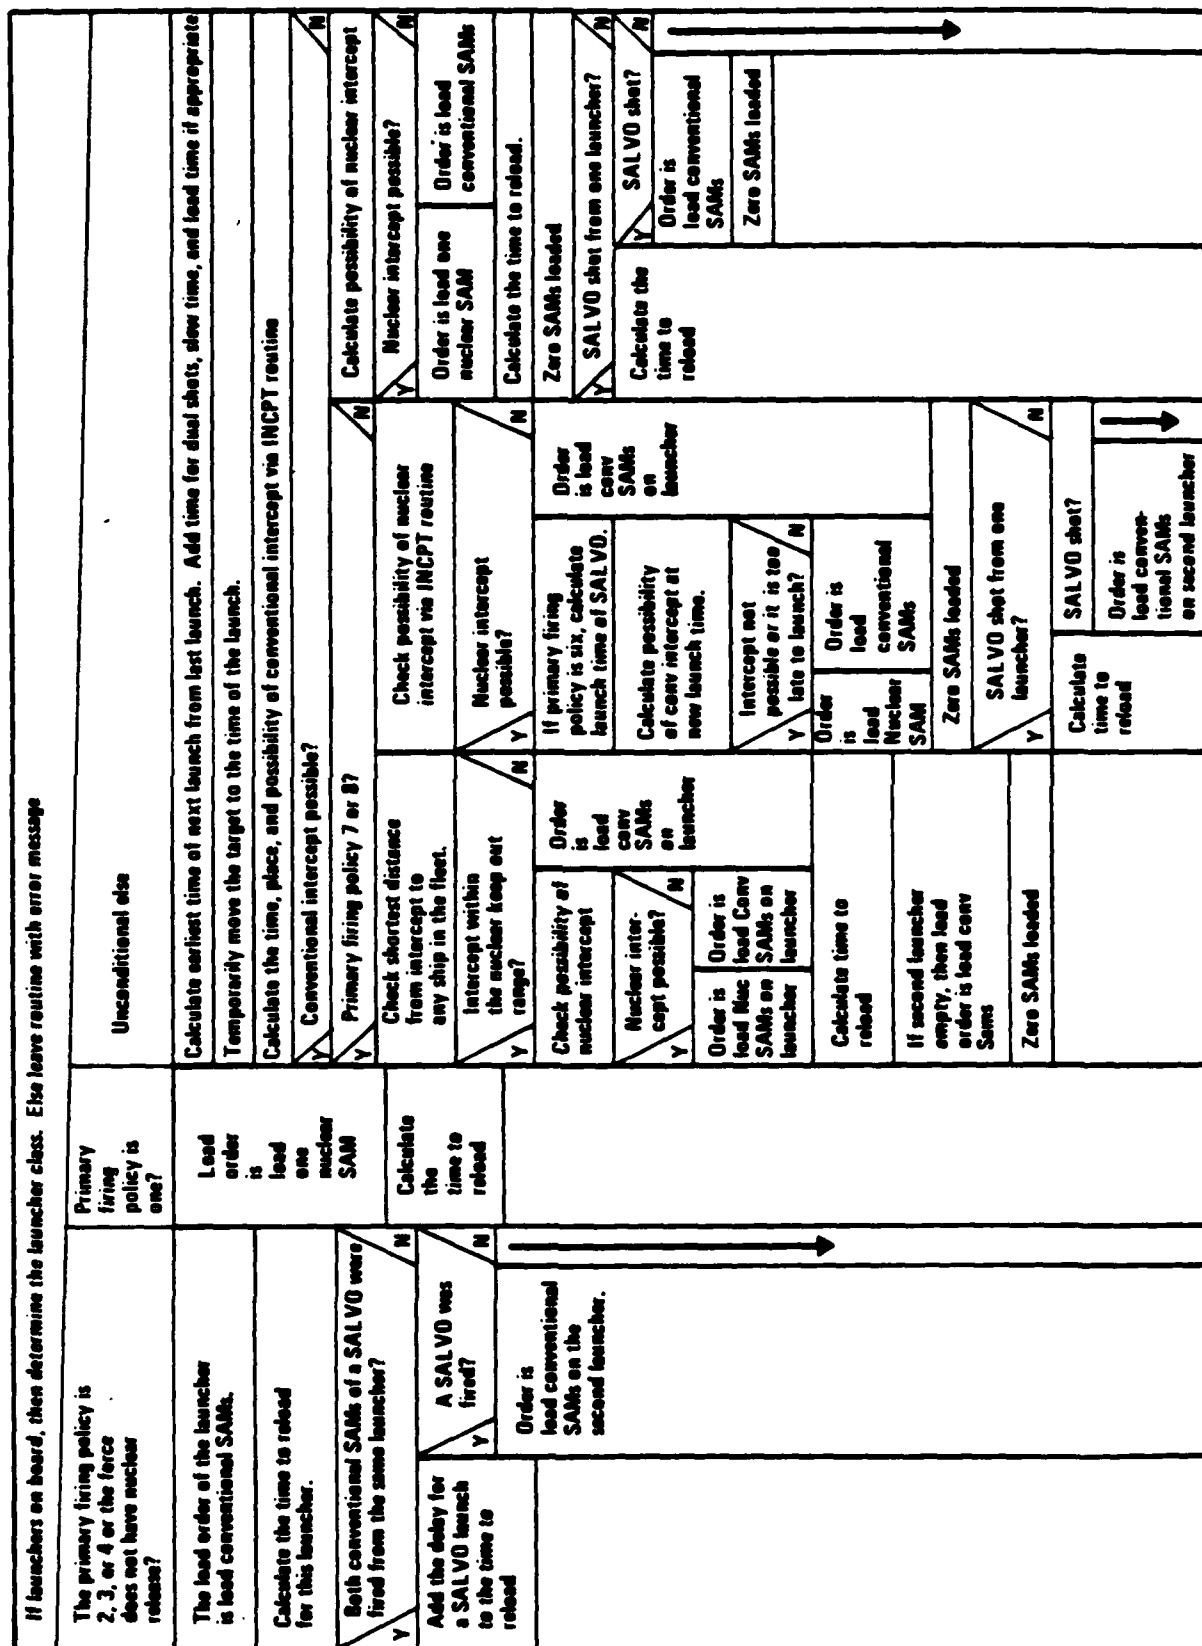 If launchers on board, then determine the launcher class. Else leave routine with error message
The primary firing policy is
2, 3, or 4 or the force
does not have nuclear
release?
The load order of the launcher
is load conventional SAMs.
Calculate the time to reload
for this launcher.
Both conventional SAMs of a SALVO were
fired from the same launcher?
Y
N
Add the delay for
a SALVO launch
to the time to
reload
A SALVO was
fired?
Y
N
Order is
load conventional
SAMs on the
second launcher.
Primary
firing
policy is
one?
Load
order
is
load
one
nuclear
SAM
Calculate
the
time to
reload
Unconditional else
Calculate earliest time of next launch from last launch. Add time for dual shots, slew time, and load time if appropriate
Temporarily move the target to the time of the launch.
Calculate the time, place, and possibility of conventional intercept via INCPT routine
Conventional intercept possible?
Y
N
Primary firing policy 7 or 8?
Y
N
Check shortest distance
from intercept to
any ship in the fleet.
Intercept within
the nuclear keep out
range?
Y
N
Check possibility of
nuclear intercept
Nuclear inter-
cept possible?
Y
N
Order is
load Nuc
SAMs on
launcher
Order is
load Conv
SAMs on
launcher
Order
is
load
conv
SAMs
on
launcher
Calculate time to
reload
If second launcher
empty, then load
order is load conv
Sams
Zero SAMs loaded
Check possibility of nuclear
intercept via INCPT routine
Nuclear intercept
possible?
Y
N
If primary firing
policy is six, calculate
launch time of SALVO.
Calculate possibility
of conv intercept at
new launch time.
Intercept not
possible or it is too
late to launch?
Y
N
Order
is
load
Nuclear
SAM
Order is
load
conventional
SAMs
Order
is load
conv
SAMs
on
launcher
Zero SAMs loaded
SALVO shot from one
launcher?
Y
N
Calculate
time to
reload
SALVO shot?
Order is
load conven-
tional SAMs
on second launcher
Calculate possibility of nuclear intercept
Nuclear intercept possible?
Y
N
Order is load one
nuclear SAM
Order is load
conventional SAMs
Calculate the time to reload.
Zero SAMs loaded
SALVO shot from one launcher?
Y
N
Calculate the
time to
reload
SALVO shot?
Y
N
Order is
load conventional
SAMs
Zero SAMs loaded